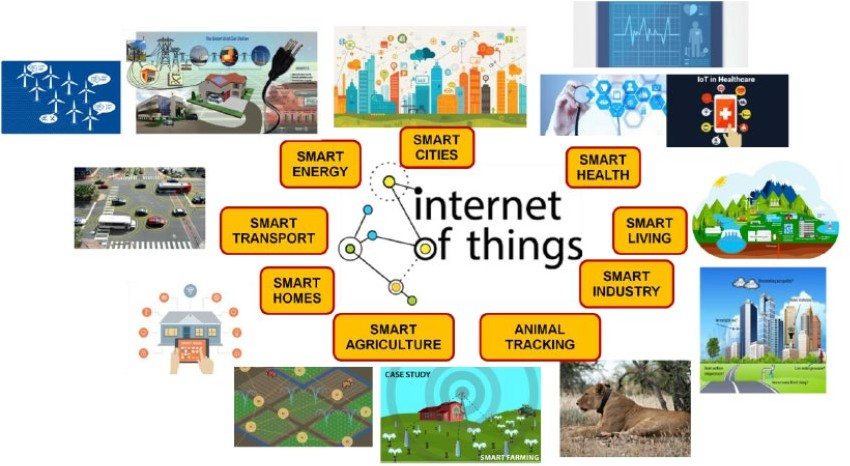 IoT in Healthcare
SMART
ENERGY
SMART
CITIES
SMART
HEALTH
SMART
TRANSPORT
internet
of things
SMART
LIVING
SMART
HOMES
SMART
INDUSTRY
SMART
AGRICULTURE
ANIMAL
TRACKING
CASE STUDY
SMART FARMING